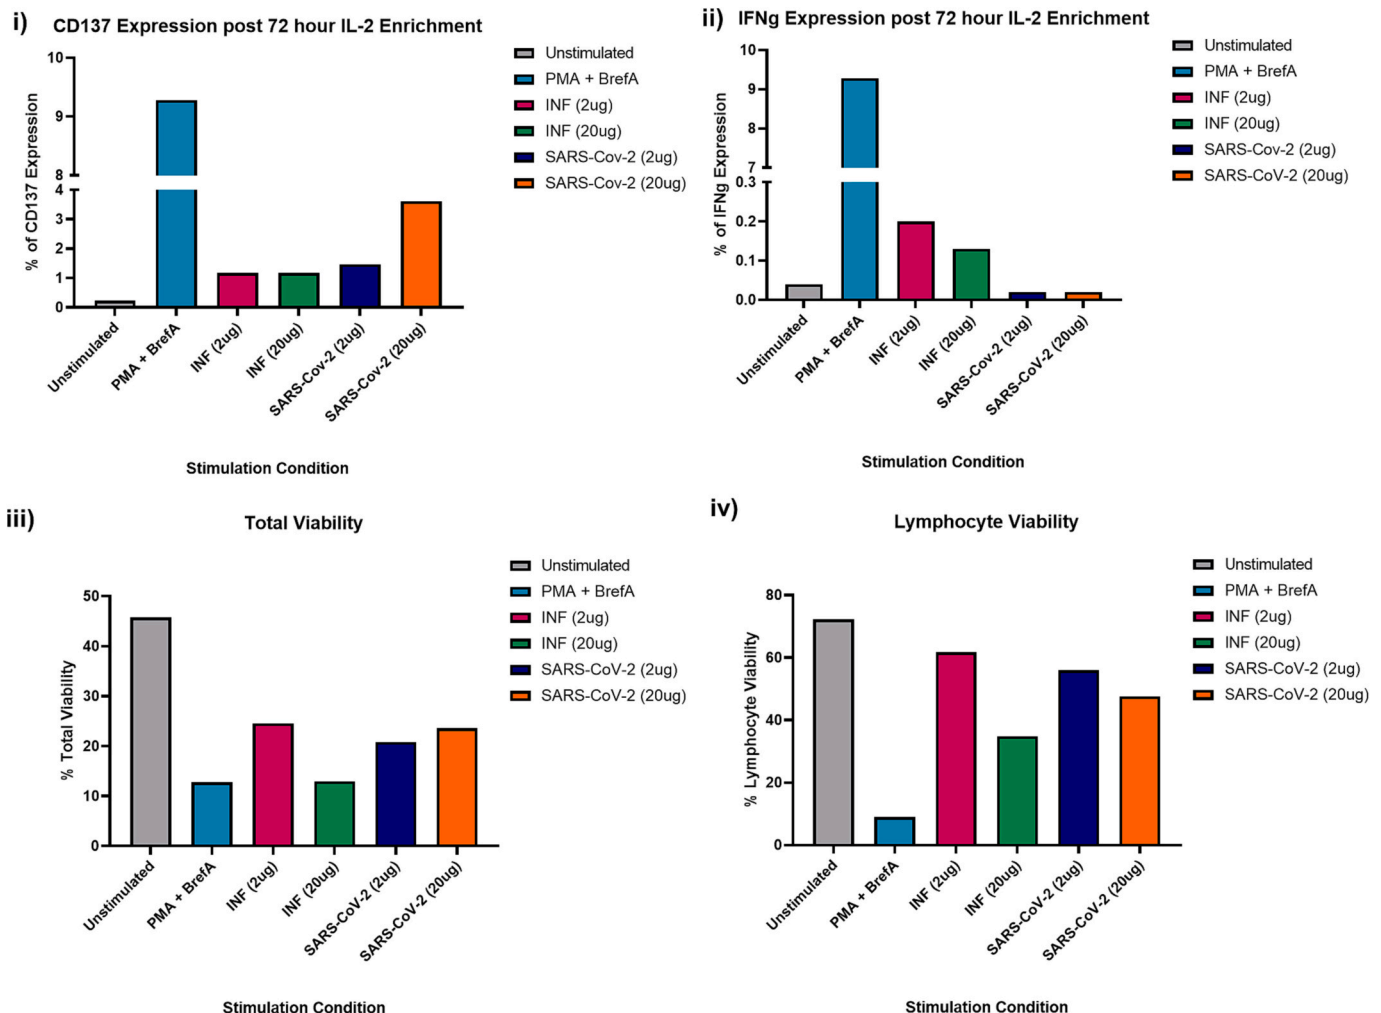 i) CD137 Expression post 72 hour IL-2 Enrichment
% of CD137 Expression
10
9
8
4
3
2
1
0
Unstimulated
PMA + BrefA
INF (2ug)
INF (20ug)
SARS-Cov-2 (2ug)
SARS-Cov-2 (20ug)
Stimulation Condition
Unstimulated
PMA + BrefA
INF (2ug)
INF (20ug)
SARS-Cov-2 (2ug)
SARS-Cov-2 (20ug)
ii) IFNg Expression post 72 hour IL-2 Enrichment
% of IFNg Expression
10
9
8
7
0.3
0.2
0.1
0.0
Unstimulated
PMA + BrefA
INF (2ug)
INF (20ug)
SARS-Cov-2 (2ug)
SARS-CoV-2 (20ug)
Stimulation Condition
Unstimulated
PMA + BrefA
INF (2ug)
INF (20ug)
SARS-Cov-2 (2ug)
SARS-CoV-2 (20ug)
iii) Total Viability
% Total Viability
50
40
30
20
10
0
Unstimulated
PMA + BrefA
INF (2ug)
INF (20ug)
SARS-CoV-2 (2ug)
SARS-CoV-2 (20ug)
Stimulation Condition
Unstimulated
PMA + BrefA
INF (2ug)
INF (20ug)
SARS-CoV-2 (2ug)
SARS-CoV-2 (20ug)
iv) Lymphocyte Viability
% Lymphocyte Viability
80
60
40
20
0
Unstimulated
PMA + BrefA
INF (2ug)
INF (20ug)
SARS-CoV-2 (2ug)
SARS-CoV-2 (20ug)
Stimulation Condition
Unstimulated
PMA + BrefA
INF (2ug)
INF (20ug)
SARS-CoV-2 (2ug)
SARS-CoV-2 (20ug)